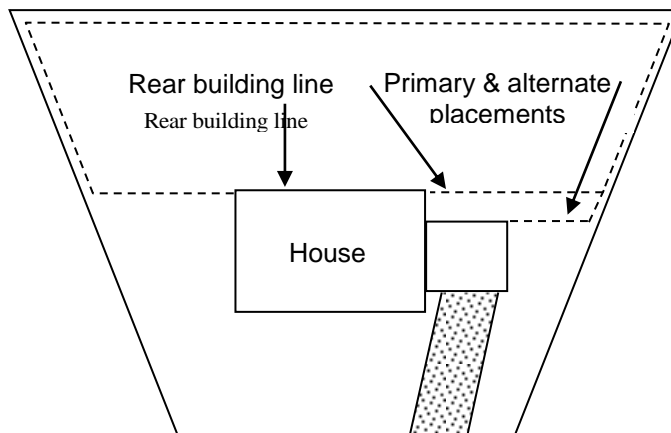 Rear building line
Rear building line
Primary & alternate
placements
House